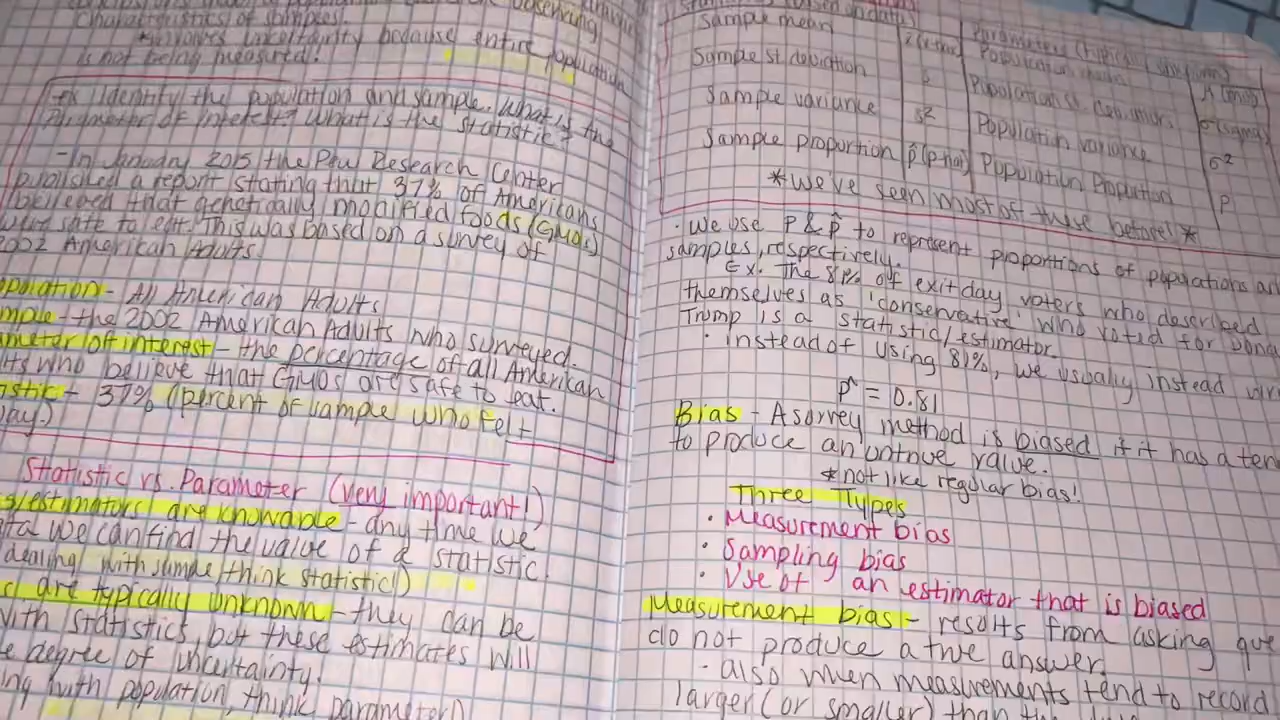 Characteristics of samples.
*involves uncertainty because entire population
is not being measured!
Ex Identify the population and sample. What is the
parameter of interest? What is the statistic?
-In January 2015 the Pew Research Center
published a report stating that 37% of Americans
believed that genetically modified foods (GMOs)
were safe to eat. This was based on a survey of
2002 American Adults.
- All American Adults
- the 2002 American Adults who surveyed.
meter of interest - the percentage of all American
who believe that GMOs are safe to eat.
- 37% (percent of sample who felt
Statistic vs. Parameter (very important!)
estimators) are knowable - any time we
we can find the value of a statistic.
dealing with sample, think statistic!)
are typically unknown - they can be
with statistics, but these estimates will
degree of uncertainty.
with population, think parameter!)
Sample mean
Population mean
Sample st deviation
Population st.
Sample variance s² Population variance σ²
Sample proportion p̂ (p-hat) Population Proportion p
*we've seen most of these before! *
· We use p & p̂ to represent proportions of populations
samples, respectively.
Ex. The 81% of exit day voters who described
themselves as 'conservative' who voted for
Trump is a statistic/estimator.
· instead of using 81%, we usually instead
p̂ = 0.81
Bias - A survey method is biased if it has a
to produce an untrue value.
*not like regular bias!
Three Types
· Measurement bias
· Sampling bias
· Use of an estimator that is biased
Measurement bias - results from asking
do not produce a true answer
- also when measurements tend to record
larger (or smaller) than